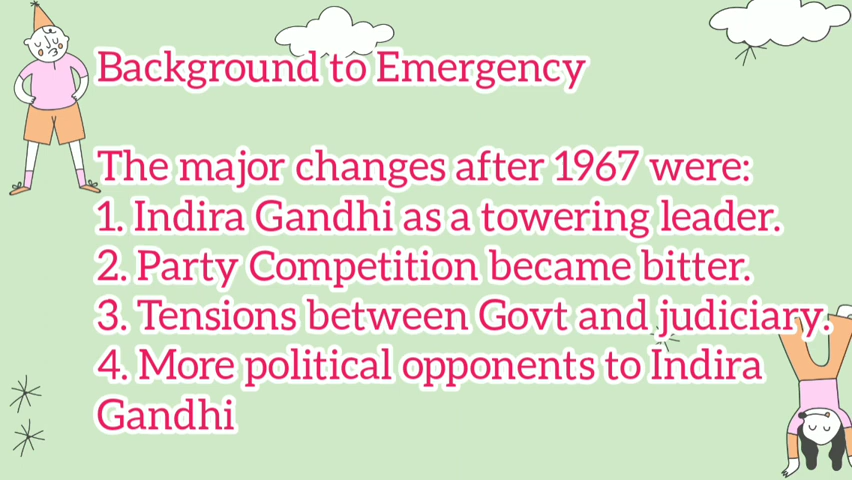 Background to Emergency
The major changes after 1967 were:
1. Indira Gandhi as a towering leader.
2. Party Competition became bitter.
3. Tensions between Govt and judiciary.
4. More political opponents to Indira
Gandhi